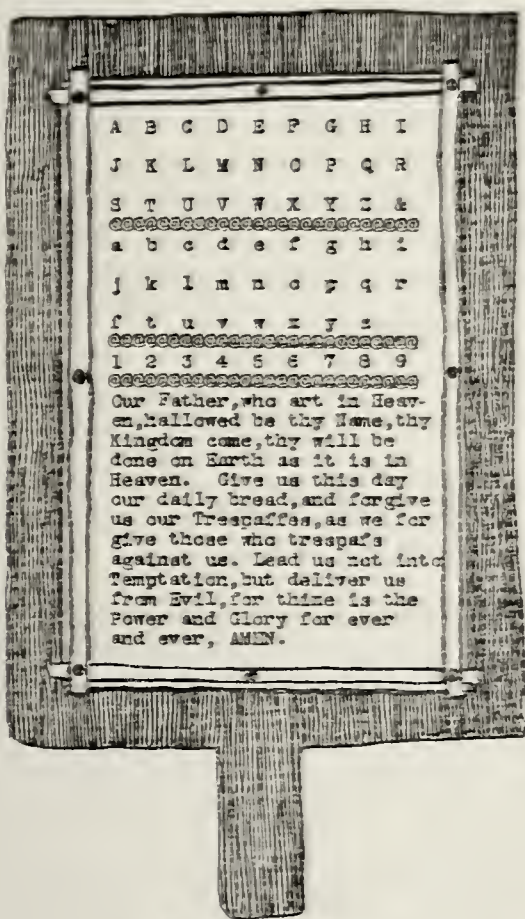 A B C D E F G H I
J K L M N O P Q R
S T U V W X Y Z &
@@@@@@@@@@@@@@@@@@@@@@@@@@@@
a b c d e f g h i
j k l m n o p q r
f t u v w x y z
@@@@@@@@@@@@@@@@@@@@@@@@@@@@
1 2 3 4 5 6 7 8 9
@@@@@@@@@@@@@@@@@@@@@@@@@@@@
Our Father,who art in Heav-
en,hallowed be thy Name,thy
Kingdom come,thy will be
done on Earth as it is in
Heaven. Give us this day
our daily bread,and forgive
us our Trespaffes,as we for
give those who trespafs
against us. Lead us not into
Temptation,but deliver us
from Evil,for thine is the
Power and Glory for ever
and ever, AMEN.